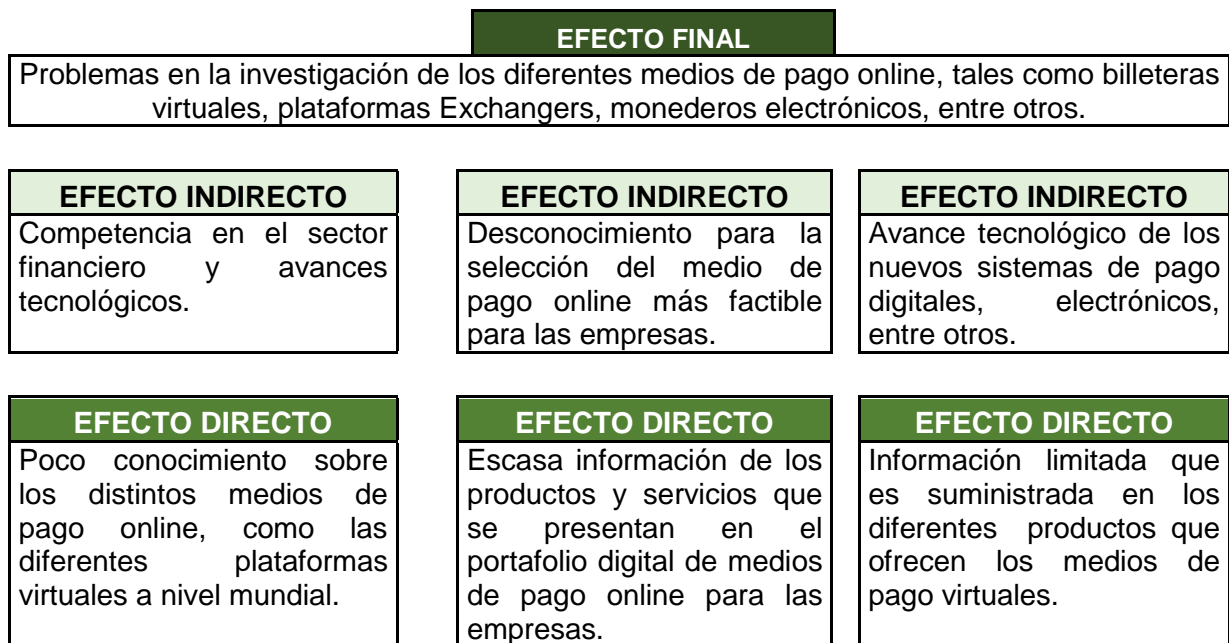 EFECTO FINAL
Problemas en la investigación de los diferentes medios de pago online, tales como billeteras
virtuales, plataformas Exchangers, monederos electrónicos, entre otros.
EFECTO INDIRECTO
Competencia en el sector
financiero y avances
tecnológicos.
EFECTO INDIRECTO
Desconocimiento para la
selección del medio de
pago online más factible
para las empresas.
EFECTO INDIRECTO
Avance tecnológico de los
nuevos sistemas de pago
digitales, electrónicos,
entre otros.
EFECTO DIRECTO
Poco conocimiento sobre
los distintos medios de
pago online, como las
diferentes plataformas
virtuales a nivel mundial.
EFECTO DIRECTO
Escasa información de los
productos y servicios que
se presentan en el
portafolio digital de medios
de pago online para las
empresas.
EFECTO DIRECTO
Información limitada que
es suministrada en los
diferentes productos que
ofrecen los medios de
pago virtuales.